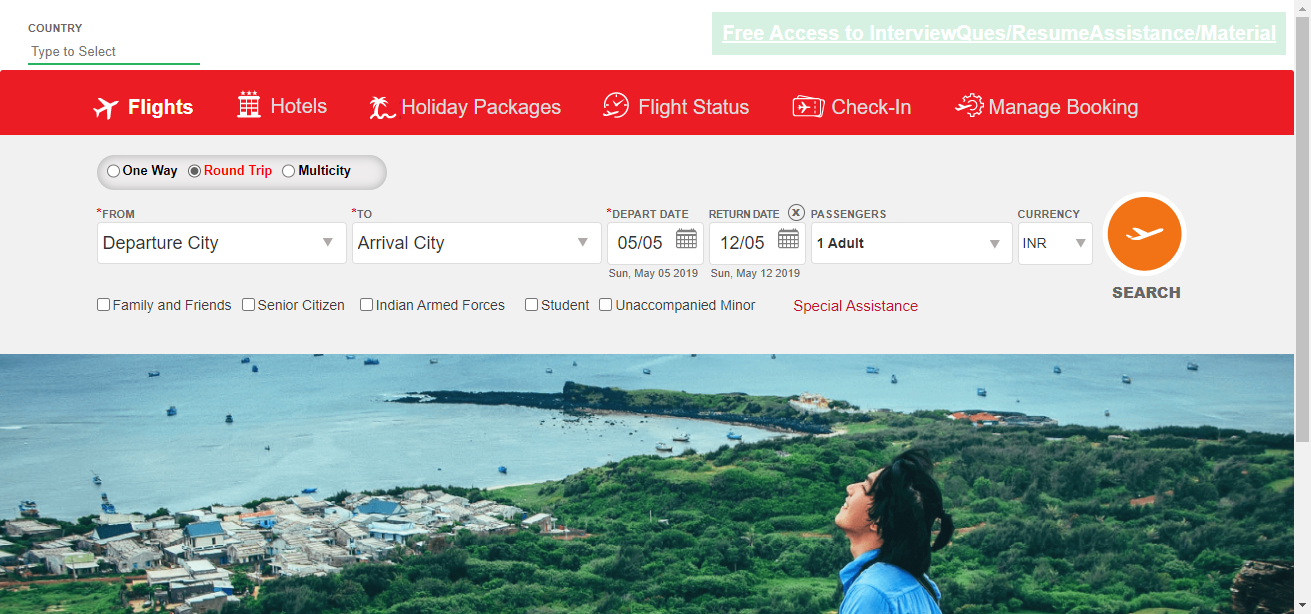 COUNTRY
Type to Select
Free Access to InterviewQues/ResumeAssistance/Material
Flights Hotels Holiday Packages Flight Status Check-In Manage Booking
One Way Round Trip Multicity
*FROM *TO *DEPART DATE RETURN DATE PASSENGERS CURRENCY
Departure City Arrival City 05/05 12/05 1 Adult INR
Sun, May 05 2019 Sun, May 12 2019
SEARCH
Family and Friends Senior Citizen Indian Armed Forces Student Unaccompanied Minor Special Assistance